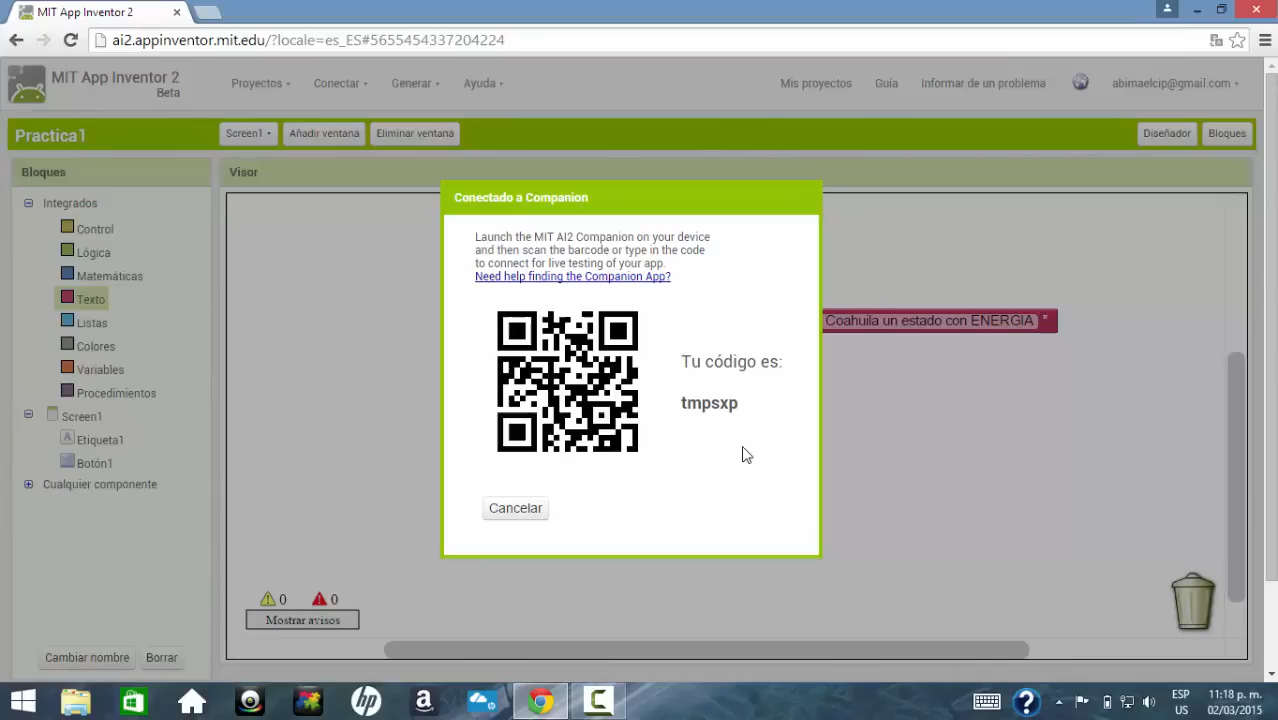 MIT App Inventor 2
ai2.appinventor.mit.edu/?locale=es_ES#5655454337204224
MIT App Inventor 2
Beta
Proyectos
Conectar
Generar
Ayuda
Mis proyectos
Guía
Informar de un problema
abimaelcip@gmail.com
Practica1
Screen1
Añadir ventana
Eliminar ventana
Diseñador
Bloques
Bloques
Visor
Integrados
Control
Lógica
Matemáticas
Texto
Listas
Colores
Variables
Procedimientos
Screen1
A Etiqueta1
Botón1
Cualquier componente
Cambiar nombre
Borrar
Conectado a Companion
Launch the MIT AI2 Companion on your device
and then scan the barcode or type in the code
to connect for live testing of your app.
Need help finding the Companion App?
Tu código es:
tmpsxp
Cancelar
Coahuila un estado con ENERGIA "
0
0
Mostrar avisos
hp
a
C
?
ESP
US
11:18 p. m.
02/03/2015